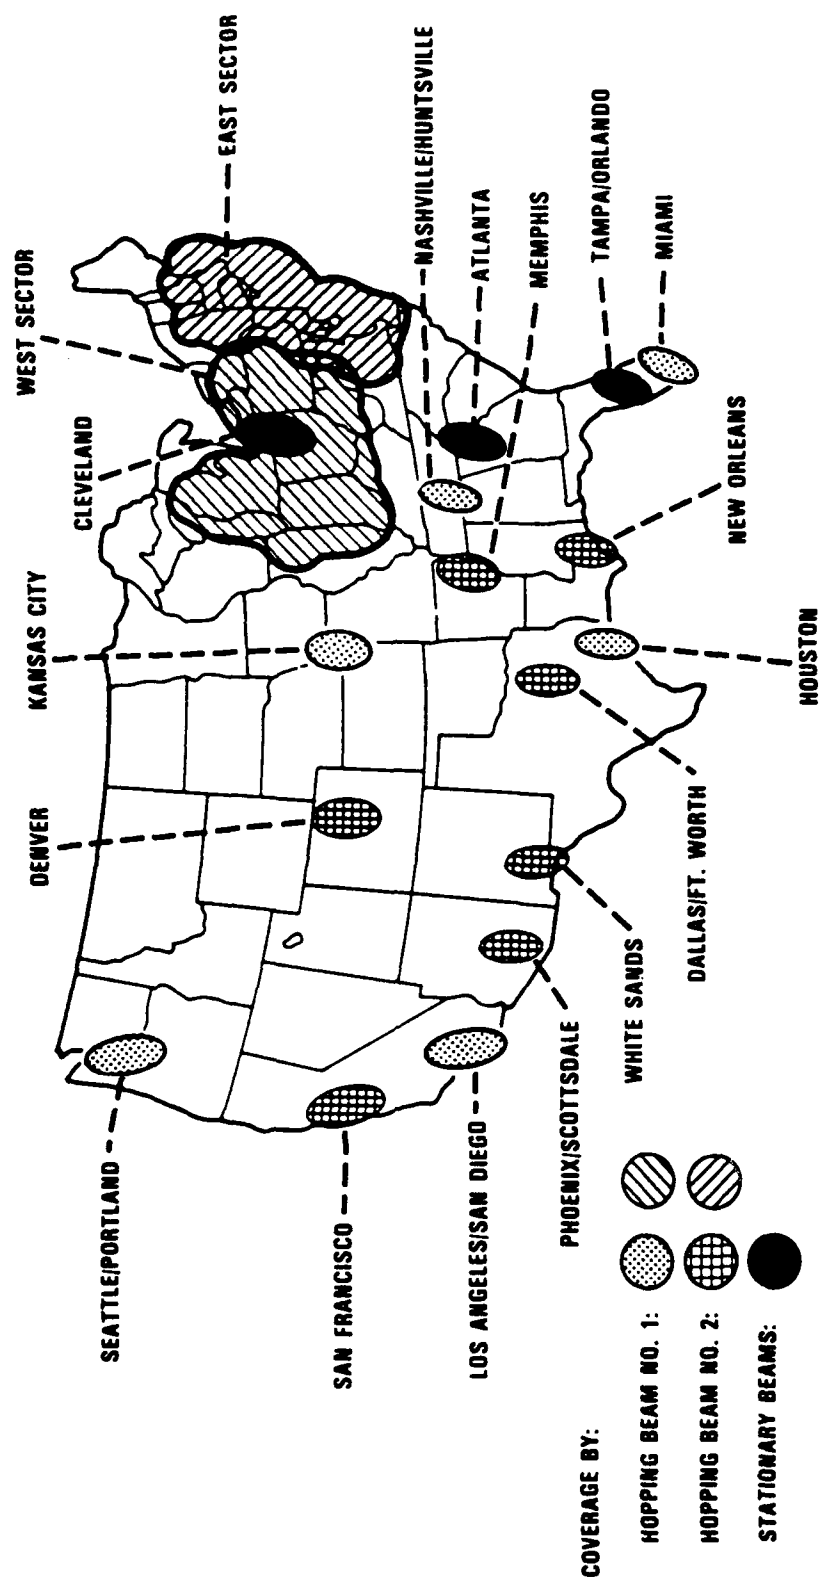 SEATTLE/PORTLAND
SAN FRANCISCO
LOS ANGELES/SAN DIEGO
DENVER
KANSAS CITY
CLEVELAND
WEST SECTOR
EAST SECTOR
NASHVILLE/HUNTSVILLE
ATLANTA
MEMPHIS
TAMPA/ORLANDO
MIAMI
NEW ORLEANS
HOUSTON
DALLAS/FT. WORTH
WHITE SANDS
PHOENIX/SCOTTSDALE
COVERAGE BY:
HOPPING BEAM NO. 1:
HOPPING BEAM NO. 2:
STATIONARY BEAMS: